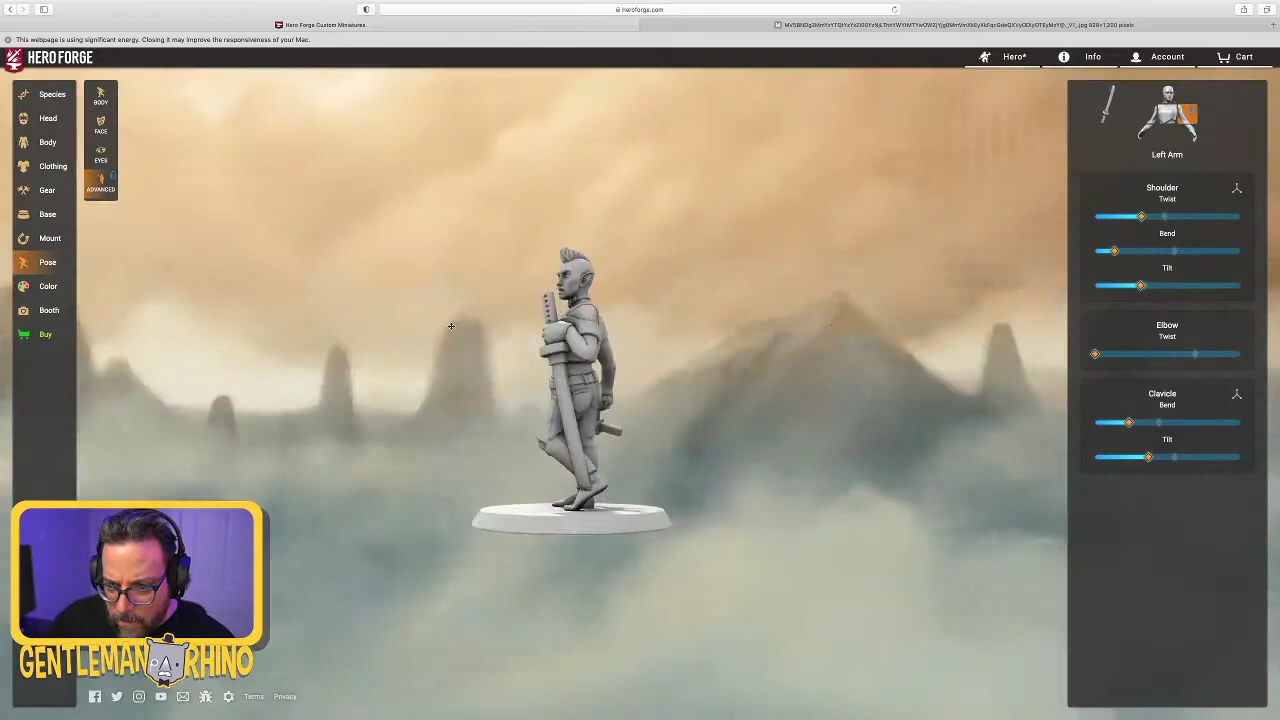 heroforge.com
Hero Forge Custom Miniatures
This webpage is using significant energy. Closing it may improve the responsiveness of your Mac.
HERO FORGE
Hero*
Info
Account
Cart
Species
Head
Body
Clothing
Gear
Base
Mount
Pose
Color
Booth
Buy
BODY
FACE
EYES
ADVANCED
Left Arm
Shoulder
Twist
Bend
Tilt
Elbow
Twist
Clavicle
Bend
Tilt
GENTLEMAN RHINO
Terms
Privacy